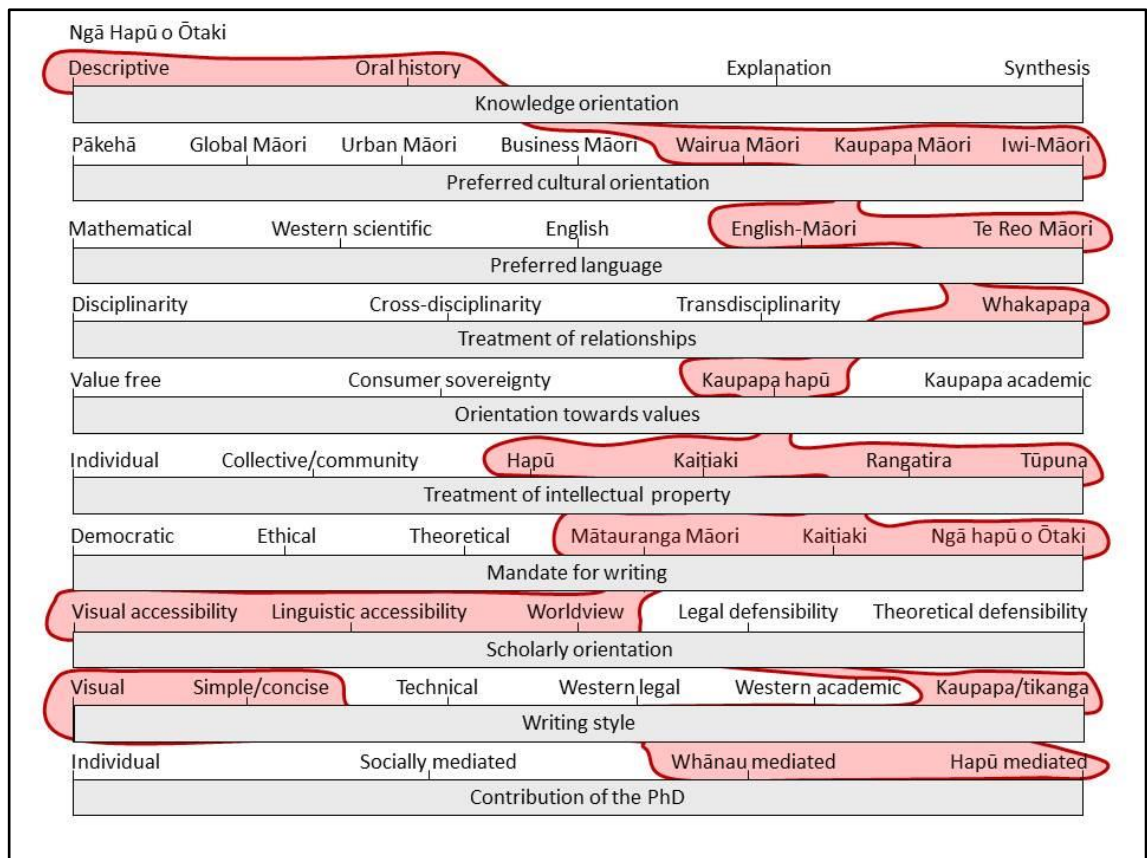 Ngā Hapū o Ōtaki
Descriptive Oral history Explanation Synthesis
Knowledge orientation
Pākehā Global Māori Urban Māori Business Māori Wairua Māori Kaupapa Māori Iwi-Māori
Preferred cultural orientation
Mathematical Western scientific English English-Māori Te Reo Māori
Preferred language
Disciplinarity Cross-disciplinarity Transdisciplinarity Whakapapa
Treatment of relationships
Value free Consumer sovereignty Kaupapa hapū Kaupapa academic
Orientation towards values
Individual Collective/community Hapū Kaitiaki Rangatira Tūpuna
Treatment of intellectual property
Democratic Ethical Theoretical Mātauranga Māori Kaitiaki Ngā hapū o Ōtaki
Mandate for writing
Visual accessibility Linguistic accessibility Worldview Legal defensibility Theoretical defensibility
Scholarly orientation
Visual Simple/concise Technical Western legal Western academic Kaupapa/tikanga
Writing style
Individual Socially mediated Whānau mediated Hapū mediated
Contribution of the PhD